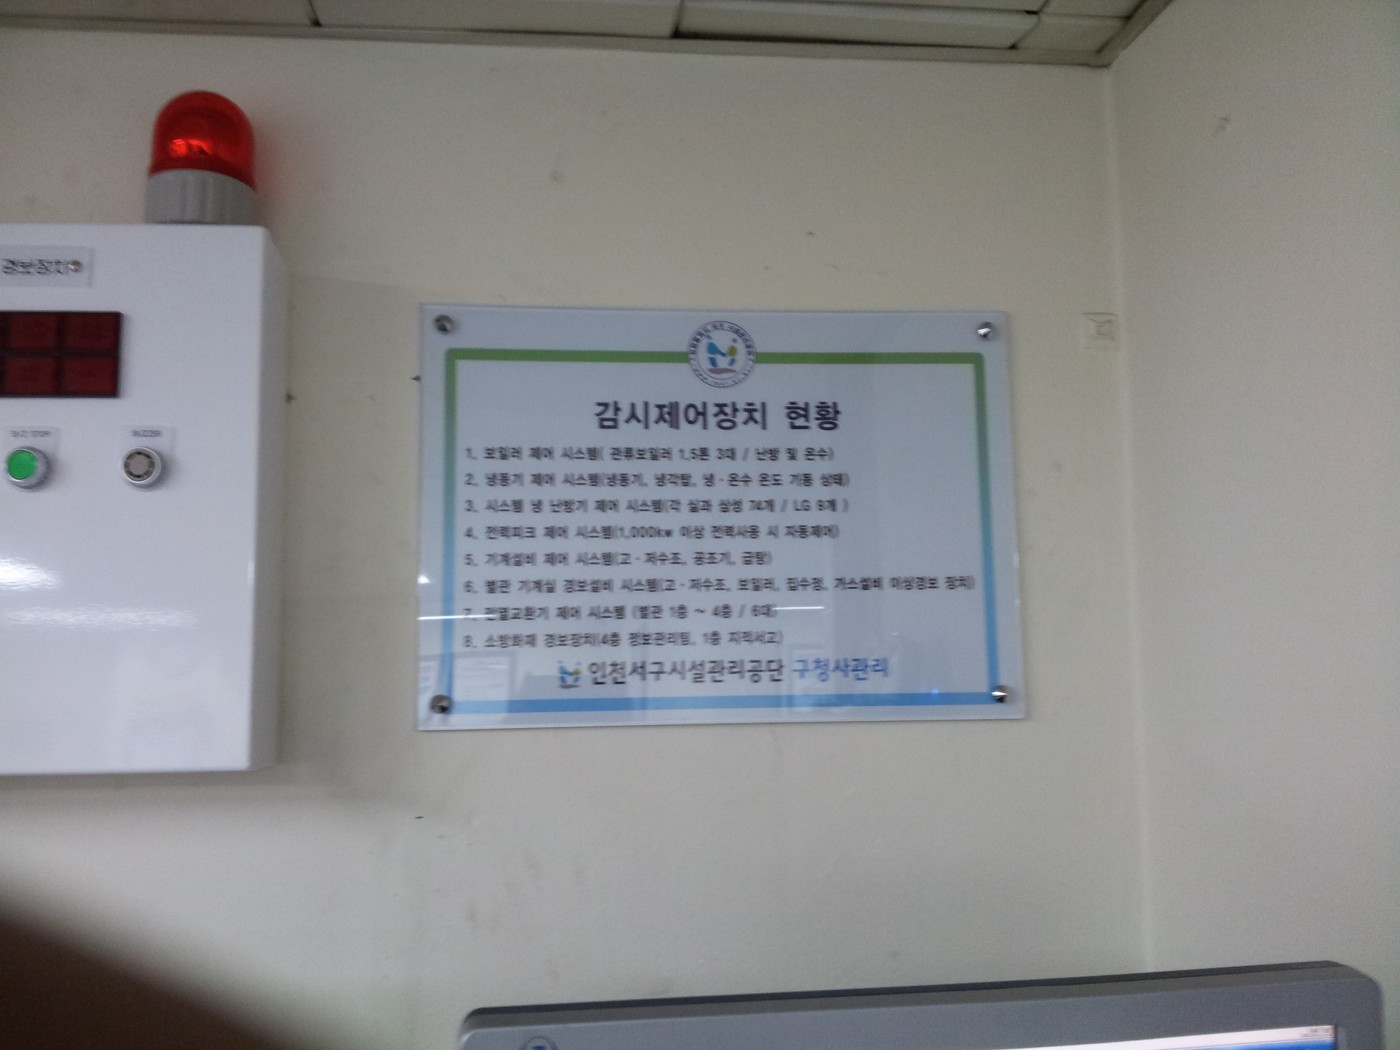 경보장치
감시제어장치 현황
1. 보일러 제어 시스템( 관류보일러 1.5톤 3대 / 난방 및 온수)
2. 냉동기 제어 시스템(냉동기, 냉각탑, 냉·온수 온도 기동 상태)
3. 시스템 냉 난방기 제어 시스템(각 실과 삼성 74개 / LG 9개 )
4. 전력피크 제어 시스템(1,000kw 이상 전력사용 시 자동제어)
5. 기계설비 제어 시스템(고·저수조, 공조기, 급탕)
6. 별관 기계실 경보설비 시스템(고·저수조, 보일러, 집수정, 가스설비 이상경보 장치)
7. 전열교환기 제어 시스템 (별관 1층 ~ 4층 / 6대)
8. 소방화재 경보장치(4층 정보관리팀, 1층 지적서고)
인천서구시설관리공단 구청사관리